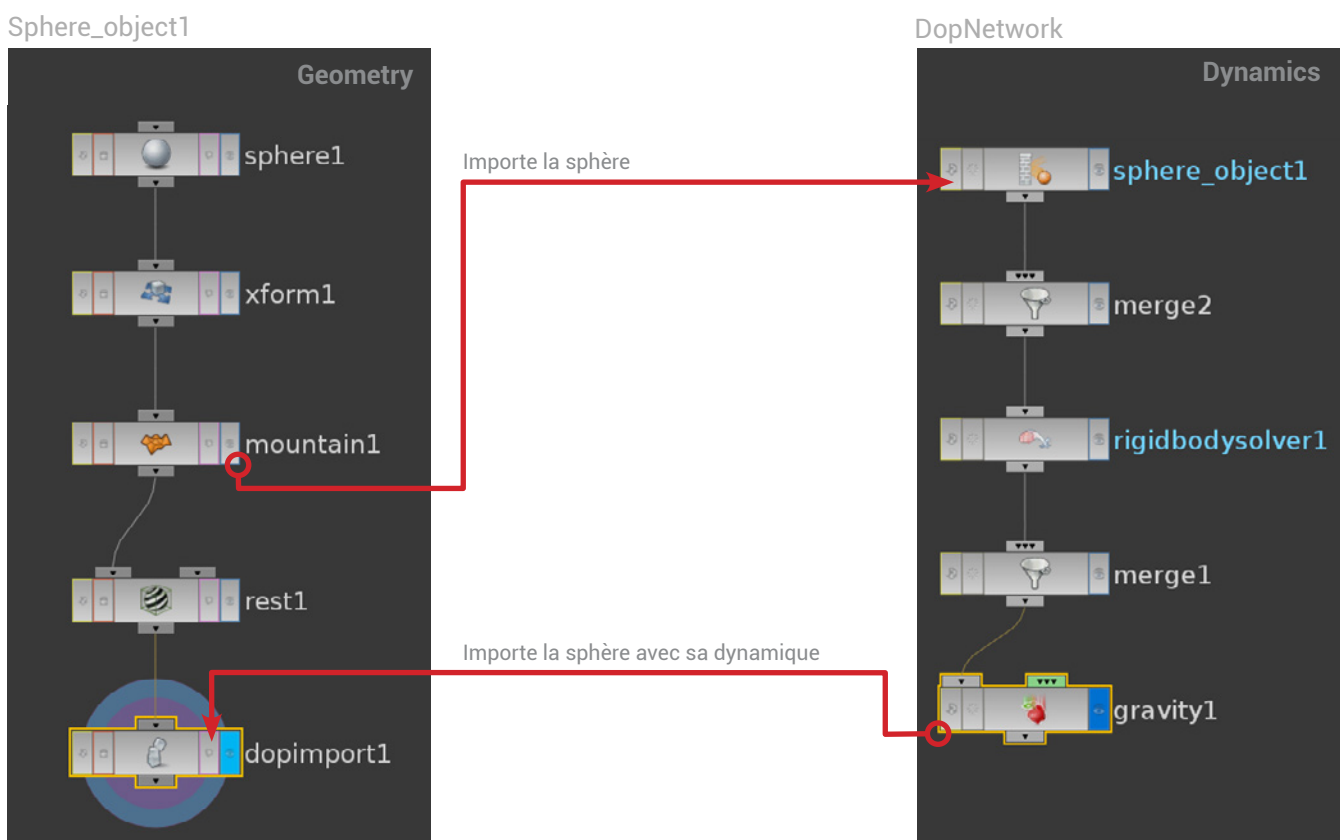 Sphere_object1
Geometry
sphere1
xform1
mountain1
rest1
dopimport1
Importe la sphère
Importe la sphère avec sa dynamique
DopNetwork
Dynamics
sphere_object1
merge2
rigidbodysolver1
merge1
gravity1